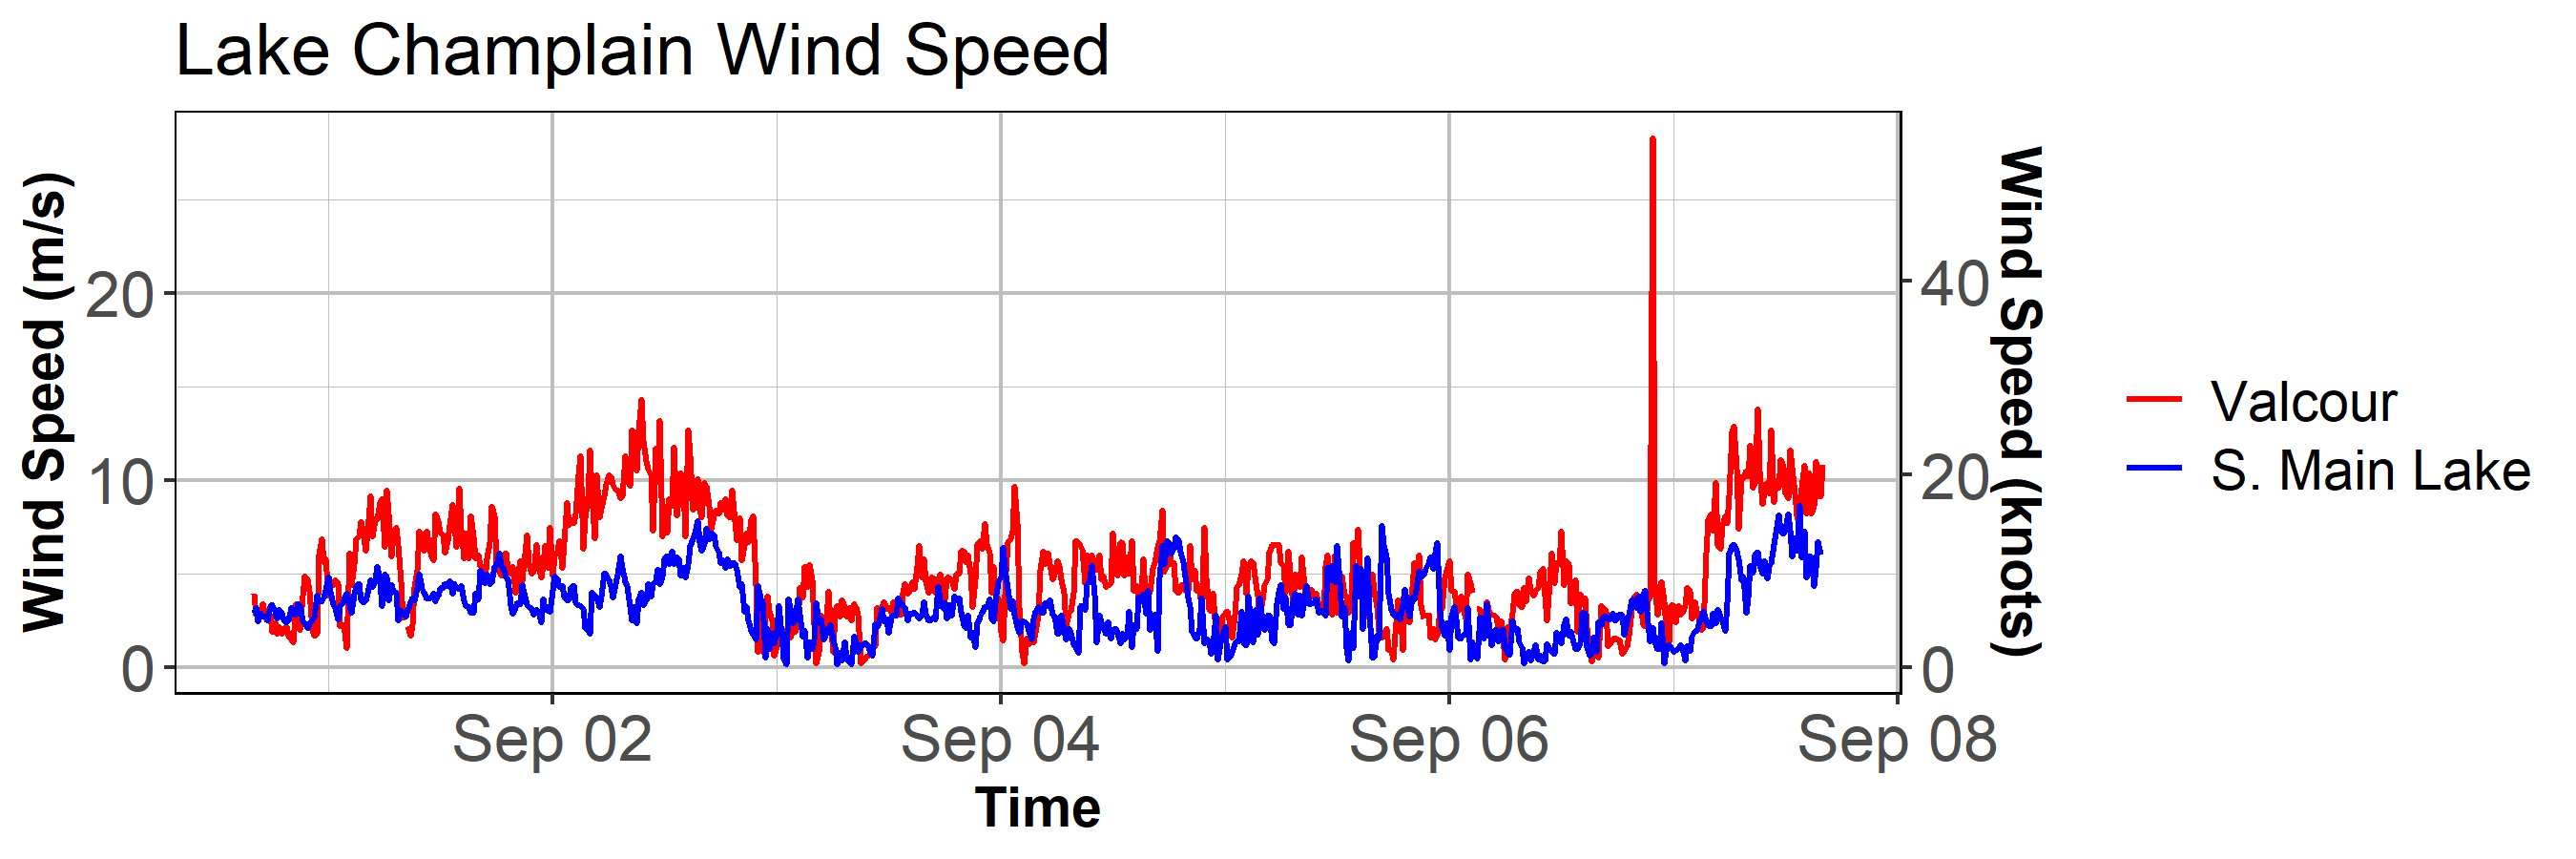 Lake Champlain Wind Speed
Wind Speed (m/s)
20
10
0
40
20
0
Wind Speed (knots)
Valcour
S. Main Lake
Sep 02
Sep 04
Sep 06
Sep 08
Time